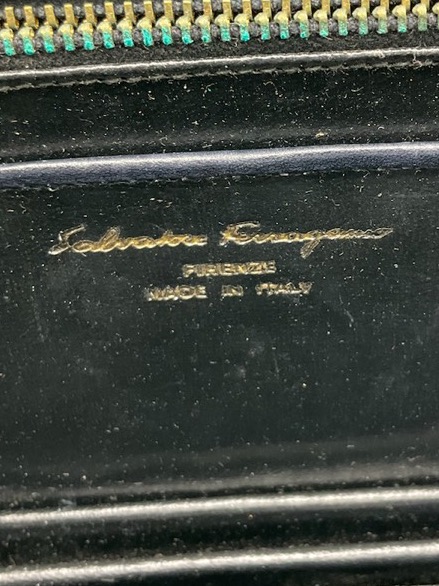 Salvatore Ferragamo
FIRENZE
MADE IN ITALY